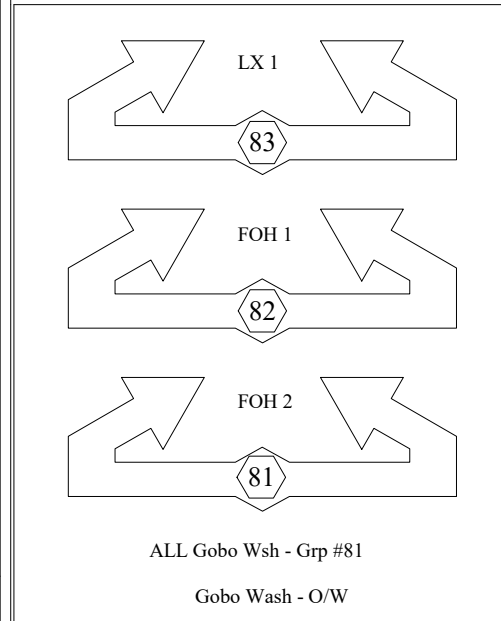 LX 1
83
FOH 1
82
FOH 2
81
ALL Gobo Wsh - Grp #81
Gobo Wash - O/W